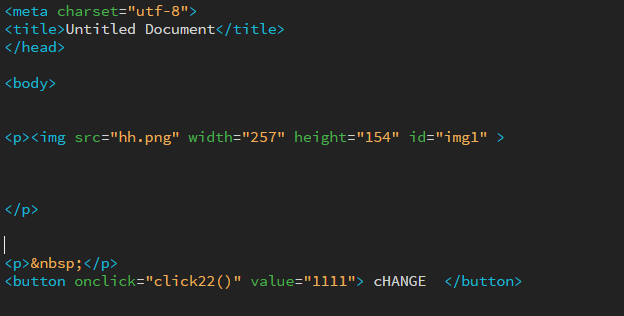 <meta charset="utf-8">
<title>Untitled Document</title>
</head>
<body>
<p><img src="hh.png" width="257" height="154" id="img1" >
</p>
<p>&nbsp;</p>
<button onclick="click22()" value="1111"> cHANGE  </button>